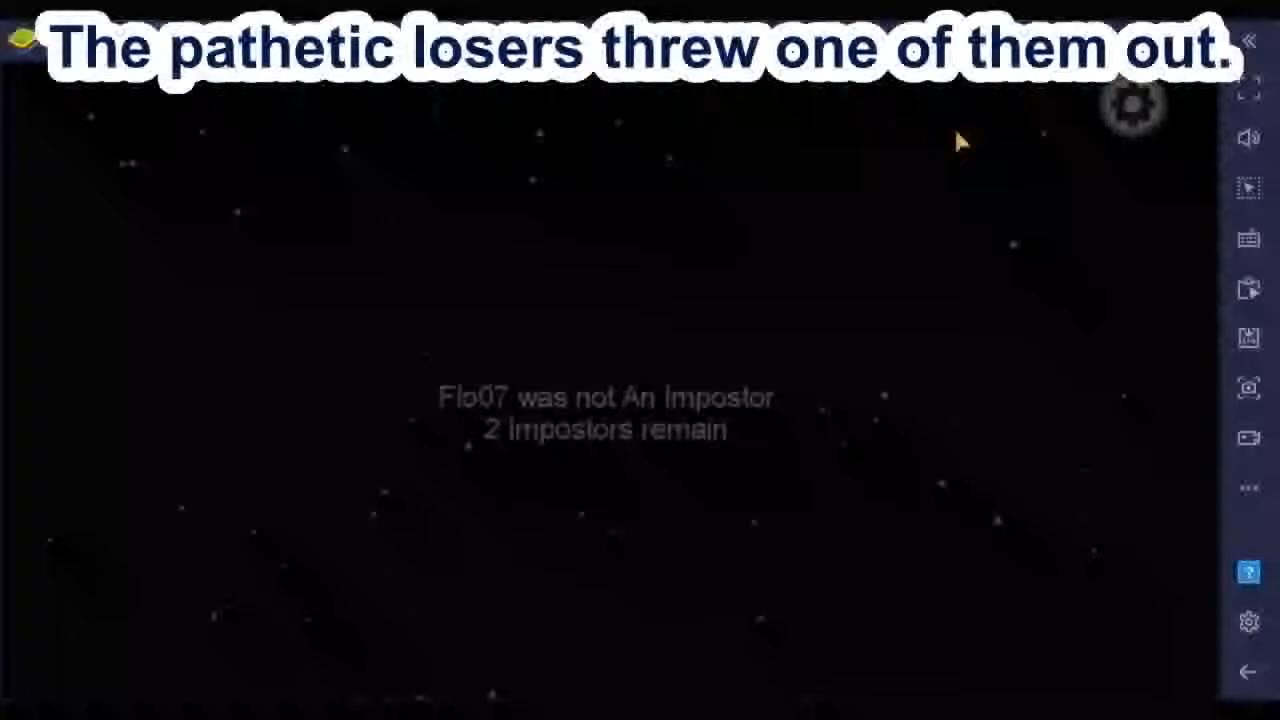 The pathetic losers threw one of them out.
Flo07 was not An Impostor
2 Impostors remain